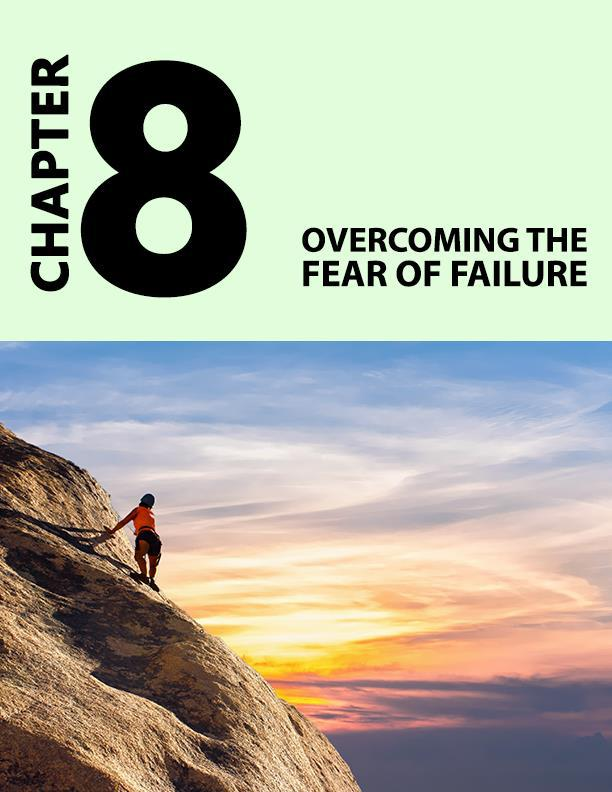 CHAPTER
8
OVERCOMING THE
FEAR OF FAILURE